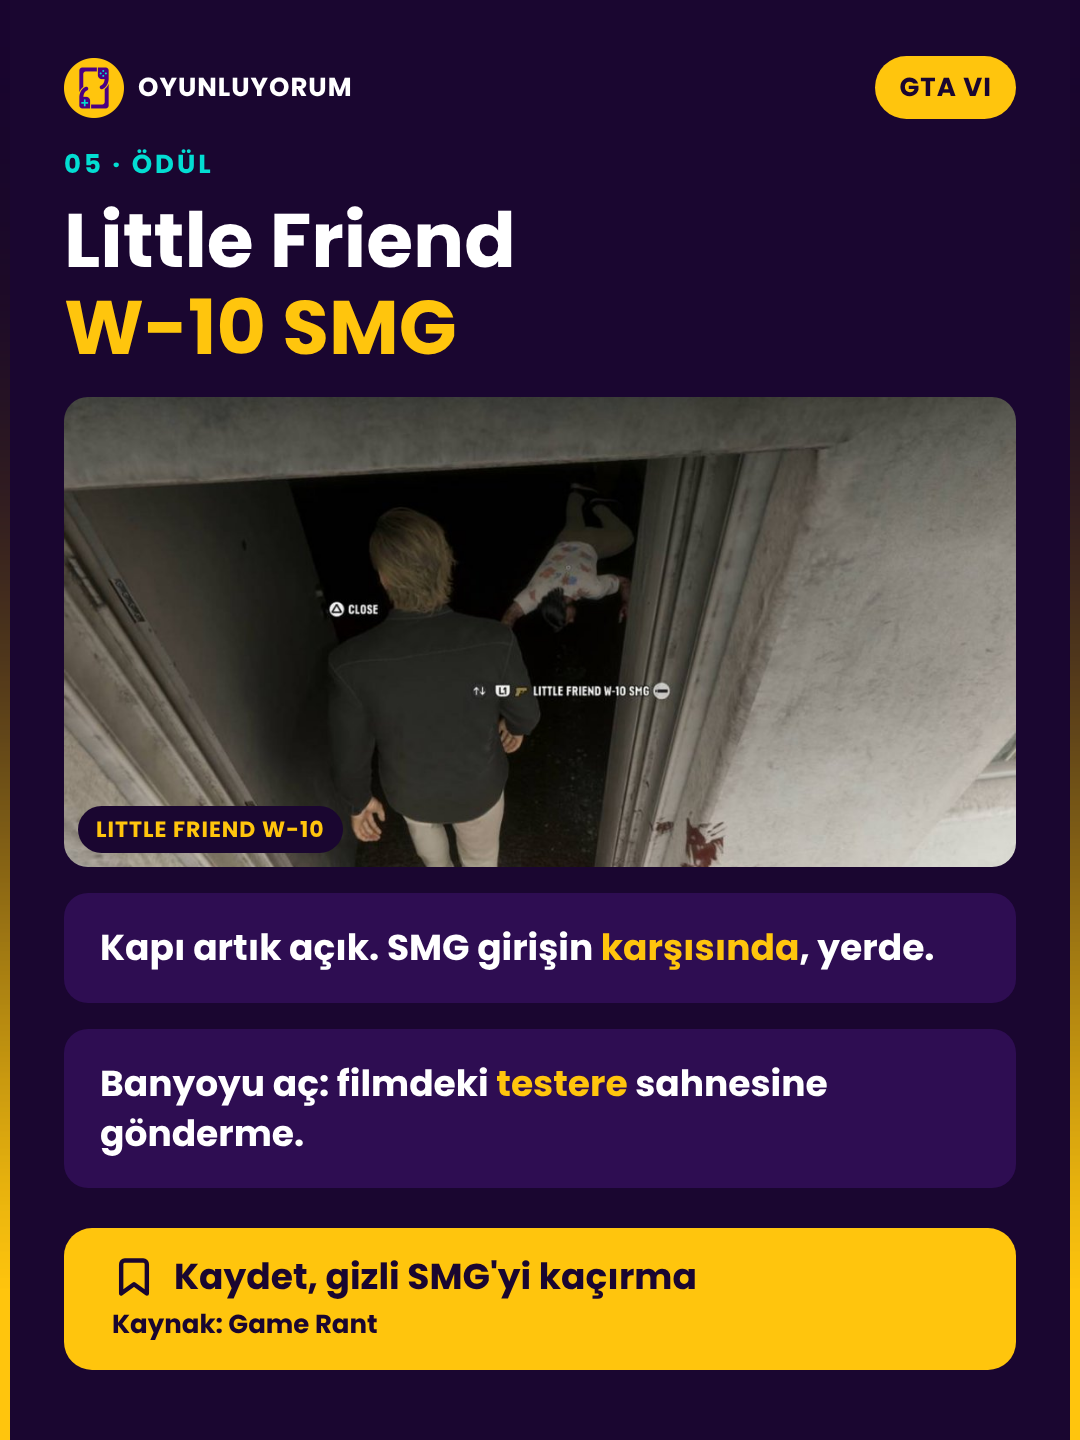 OYUNLUYORUM
GTA VI
05 · ÖDÜL
Little Friend
W-10 SMG
CLOSE
L1 LITTLE FRIEND W-10 SMG
LITTLE FRIEND W-10
Kapı artık açık. SMG girişin karşısında, yerde.
Banyoyu aç: filmdeki testere sahnesine
gönderme.
Kaydet, gizli SMG'yi kaçırma
Kaynak: Game Rant